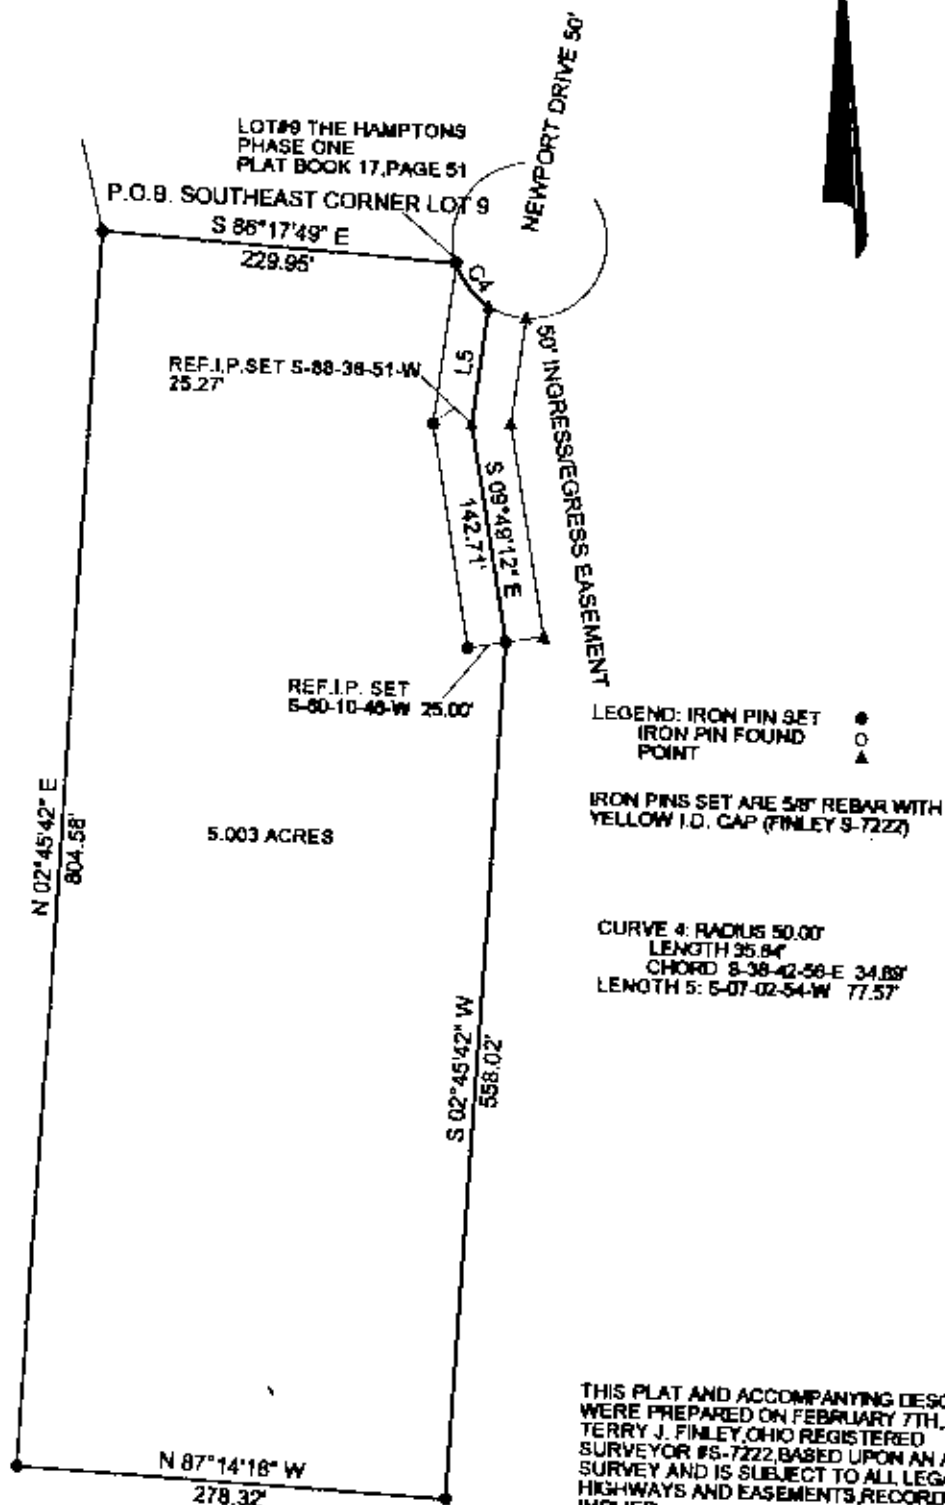 NEWPORT DRIVE 50'
LOT#9 THE HAMPTONS
PHASE ONE
PLAT BOOK 17,PAGE 51
P.O.B. SOUTHEAST CORNER LOT 9
S 86°17'49" E
229.95'
C4
L5
REF.I.P.SET S-88-38-51-W
25.27'
50' INGRESS/EGRESS EASEMENT
S 09°49'12" E
142.71'
REF.I.P. SET
S-80-10-48-W 25.00'
LEGEND: IRON PIN SET
IRON PIN FOUND
POINT
IRON PINS SET ARE 5/8" REBAR WITH
YELLOW I.D. CAP (FINLEY S-7222)
N 02°45'42" E
804.58'
5.003 ACRES
CURVE 4: RADIUS 50.00'
LENGTH 35.64'
CHORD S-38-42-56-E 34.89'
LENGTH 5: S-07-02-54-W 77.57'
S 02°45'42" W
558.02'
N 87°14'18" W
278.32'
THIS PLAT AND ACCOMPANYING DESC
WERE PREPARED ON FEBRUARY 7TH,
TERRY J. FINLEY,OHIO REGISTERED
SURVEYOR #S-7222,BASED UPON AN A
SURVEY AND IS SUBJECT TO ALL LEGA
HIGHWAYS AND EASEMENTS,RECORD